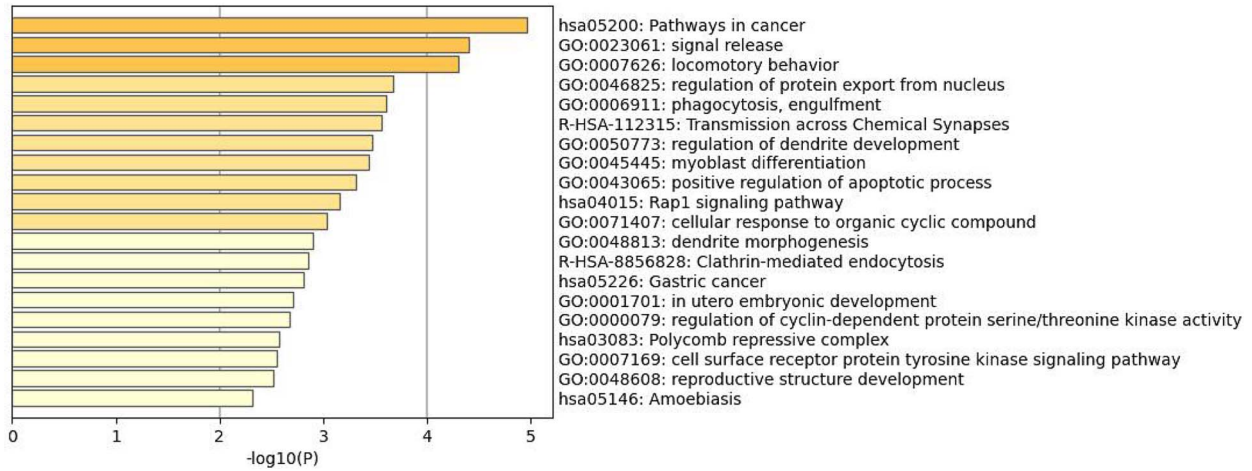 hsa05200: Pathways in cancer
GO:0023061: signal release
GO:0007626: locomotory behavior
GO:0046825: regulation of protein export from nucleus
GO:0006911: phagocytosis, engulfment
R-HSA-112315: Transmission across Chemical Synapses
GO:0050773: regulation of dendrite development
GO:0045445: myoblast differentiation
GO:0043065: positive regulation of apoptotic process
hsa04015: Rap1 signaling pathway
GO:0071407: cellular response to organic cyclic compound
GO:0048813: dendrite morphogenesis
R-HSA-8856828: Clathrin-mediated endocytosis
hsa05226: Gastric cancer
GO:0001701: in utero embryonic development
GO:0000079: regulation of cyclin-dependent protein serine/threonine kinase activity
hsa03083: Polycomb repressive complex
GO:0007169: cell surface receptor protein tyrosine kinase signaling pathway
GO:0048608: reproductive structure development
hsa05146: Amoebiasis
0 1 2 3 4 5
-log10(P)